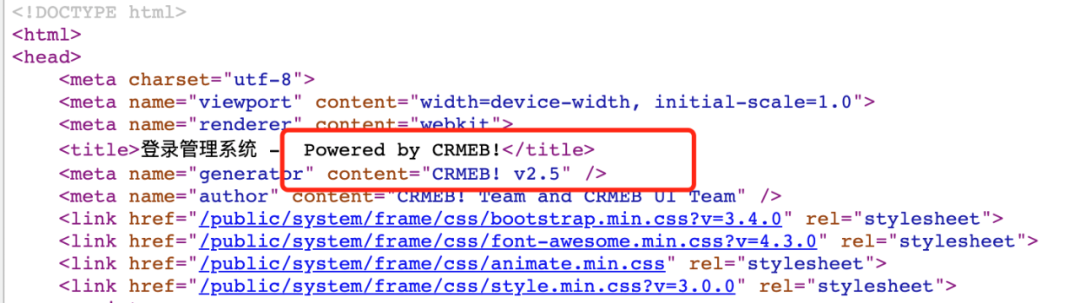 <!DOCTYPE html>
<html>
<head>
<meta charset="utf-8">
<meta name="viewport" content="width=device-width, initial-scale=1.0">
<meta name="renderer" content="webkit">
<title>登录管理系统 - Powered by CRMEB!</title>
<meta name="generator" content="CRMEB! v2.5" />
<meta name="author" content="CRMEB! Team and CRMEB UI Team" />
<link href="/public/system/frame/css/bootstrap.min.css?v=3.4.0" rel="stylesheet">
<link href="/public/system/frame/css/font-awesome.min.css?v=4.3.0" rel="stylesheet">
<link href="/public/system/frame/css/animate.min.css" rel="stylesheet">
<link href="/public/system/frame/css/style.min.css?v=3.0.0" rel="stylesheet">